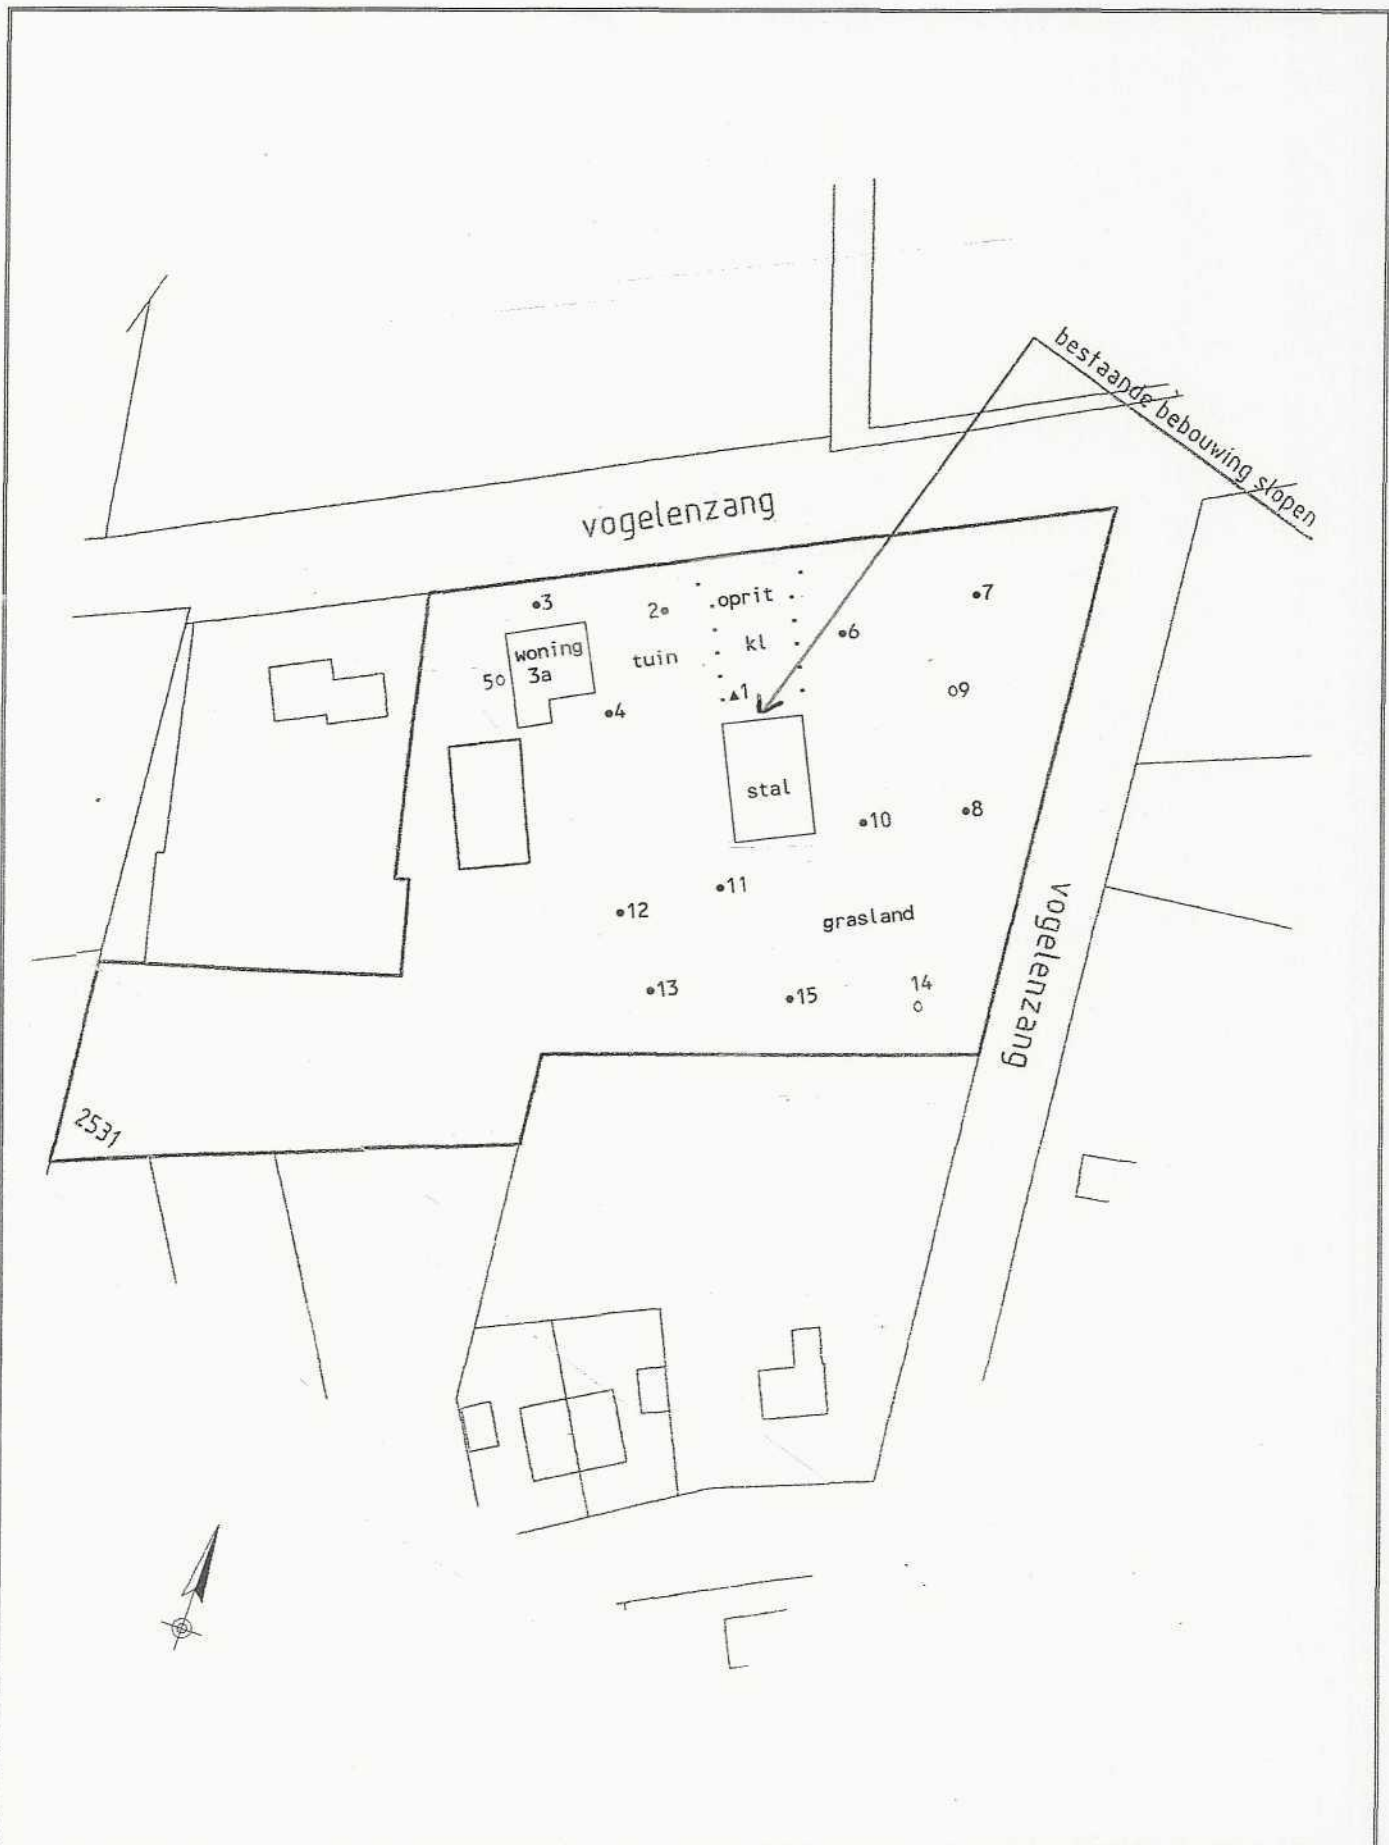 bestaande bebouwing slopen
vogelenzang
3
2
oprit
7
6
woning
3a
tuin
kl
5
1
9
4
stal
10
8
11
12
grasland
vogelenzang
13
15
14
2531